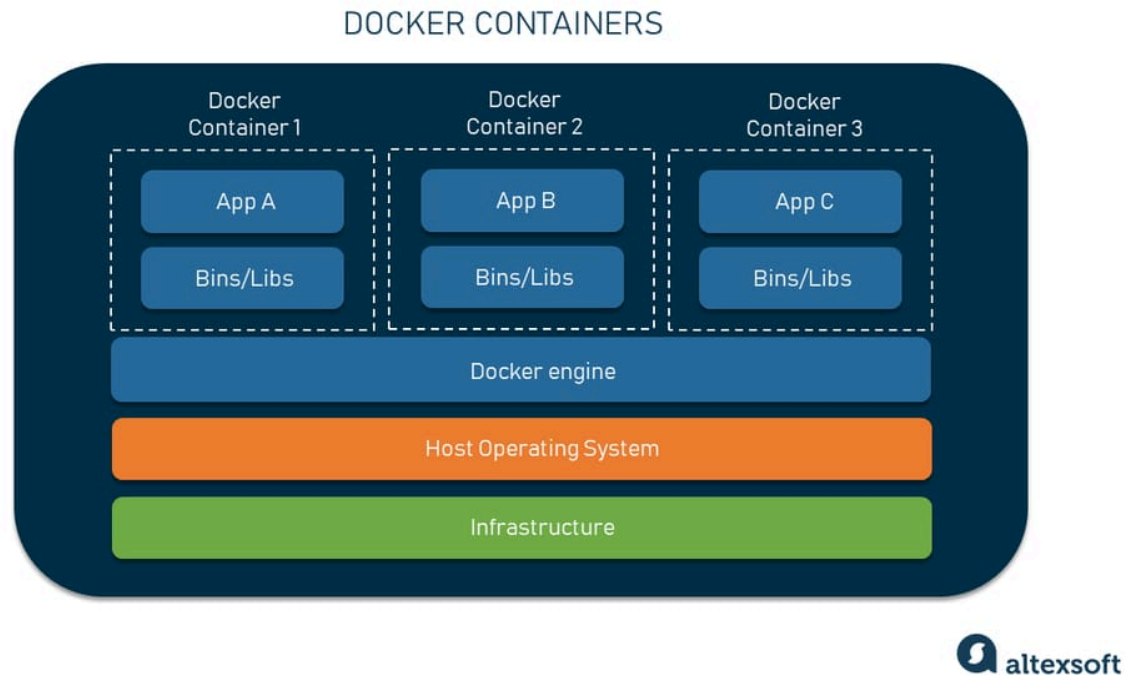 DOCKER CONTAINERS
Docker
Container 1
Docker
Container 2
Docker
Container 3
App A
App B
App C
Bins/Libs
Bins/Libs
Bins/Libs
Docker engine
Host Operating System
Infrastructure
altexsoft